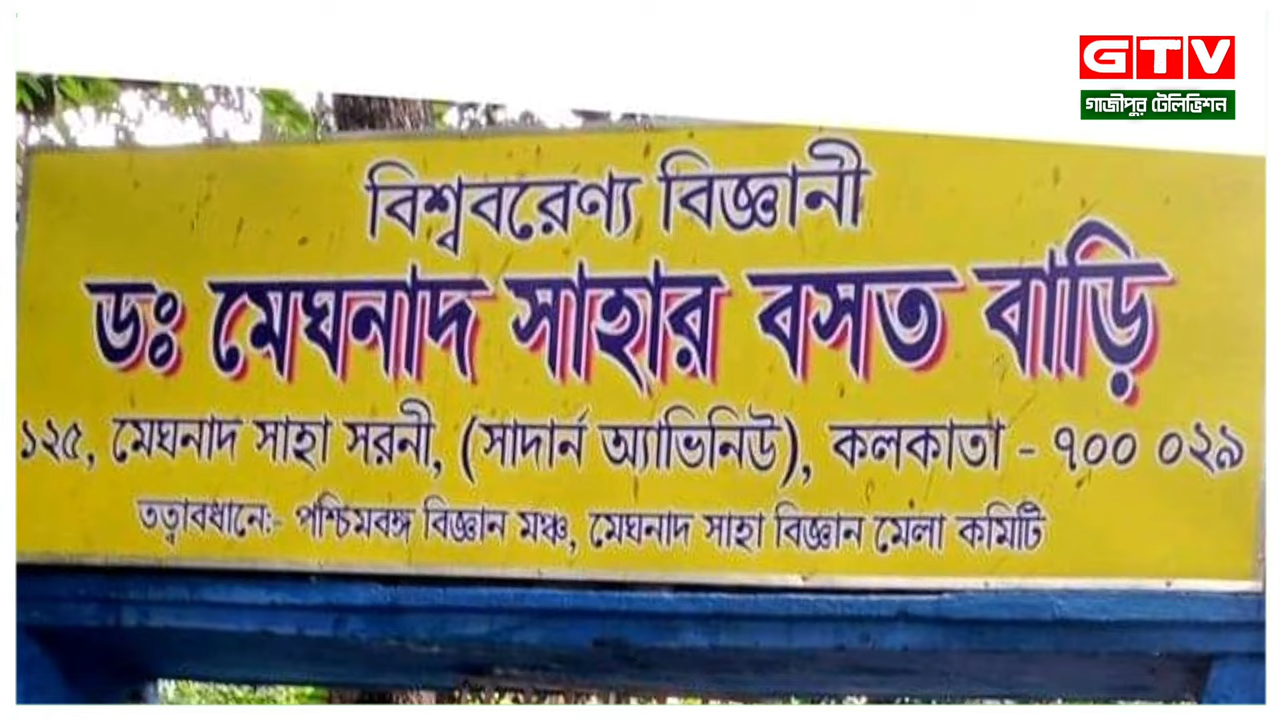 GTV
গাজীপুর টেলিভিশন
বিশ্ববরেণ্য বিজ্ঞানী
ডঃ মেঘনাদ সাহার বসত বাড়ি
১২৫, মেঘনাদ সাহা সরনী, (সাদার্ন অ্যাভিনিউ), কলকাতা - ৭০০ ০২৯
তত্বাবধানে:- পশ্চিমবঙ্গ বিজ্ঞান মঞ্চ, মেঘনাদ সাহা বিজ্ঞান মেলা কমিটি